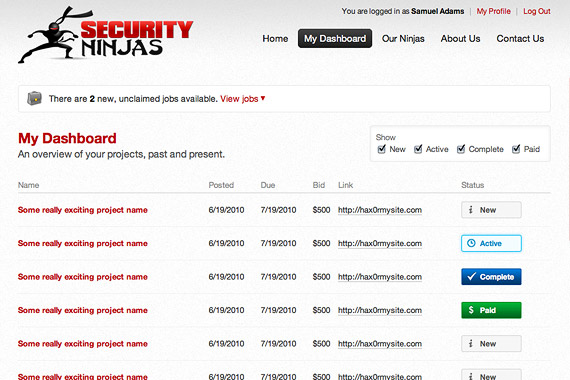 You are logged in as Samuel Adams | My Profile | Log Out
SECURITY
NINJAS
Home My Dashboard Our Ninjas About Us Contact Us
There are 2 new, unclaimed jobs available. View jobs
My Dashboard
An overview of your projects, past and present.
Show
New Active Complete Paid
Name Posted Due Bid Link Status
Some really exciting project name 6/19/2010 7/19/2010 $500 http://hax0rmysite.com i New
Some really exciting project name 6/19/2010 7/19/2010 $500 http://hax0rmysite.com Active
Some really exciting project name 6/19/2010 7/19/2010 $500 http://hax0rmysite.com Complete
Some really exciting project name 6/19/2010 7/19/2010 $500 http://hax0rmysite.com $ Paid
Some really exciting project name 6/19/2010 7/19/2010 $500 http://hax0rmysite.com i New
Some really exciting project name 6/19/2010 7/19/2010 $500 http://hax0rmysite.com i New